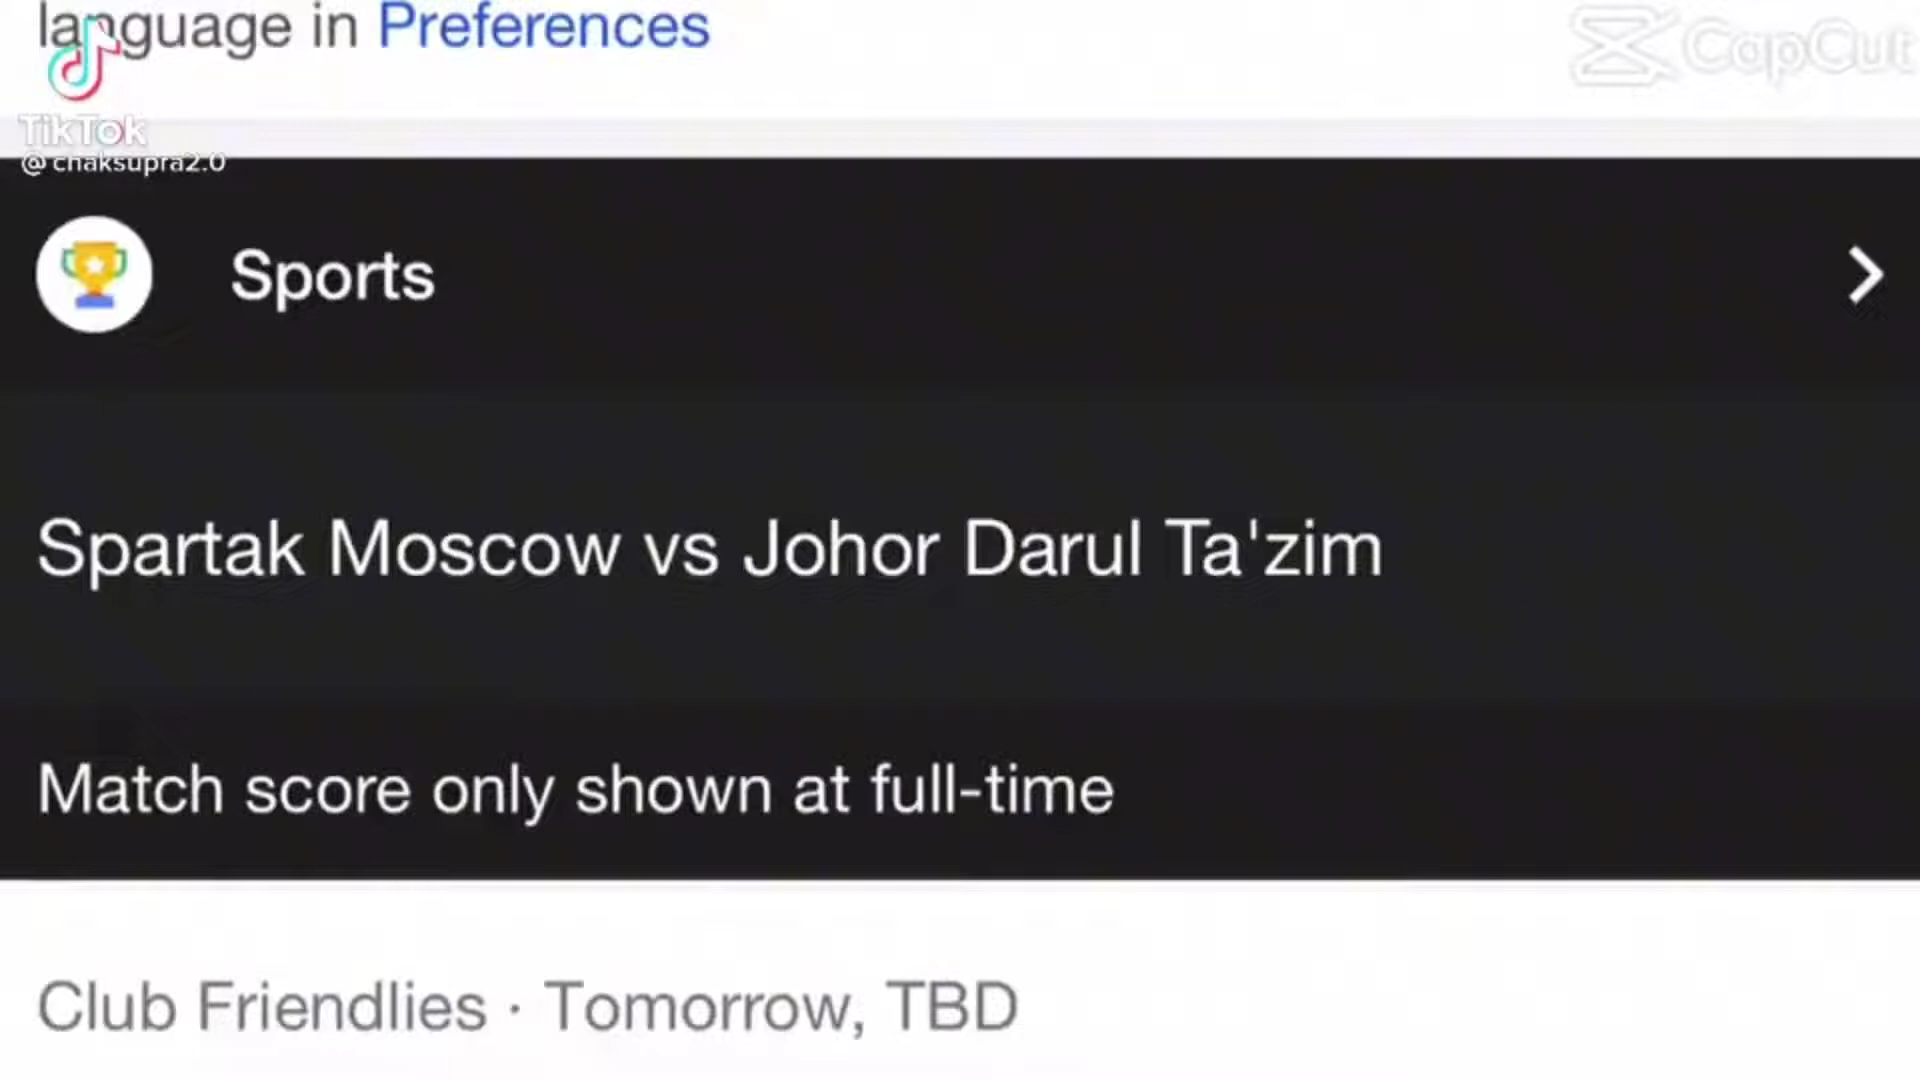 language in Preferences
CapCut
TikTok
@chaksupra2.0
Sports
Spartak Moscow vs Johor Darul Ta'zim
Match score only shown at full-time
Club Friendlies · Tomorrow, TBD